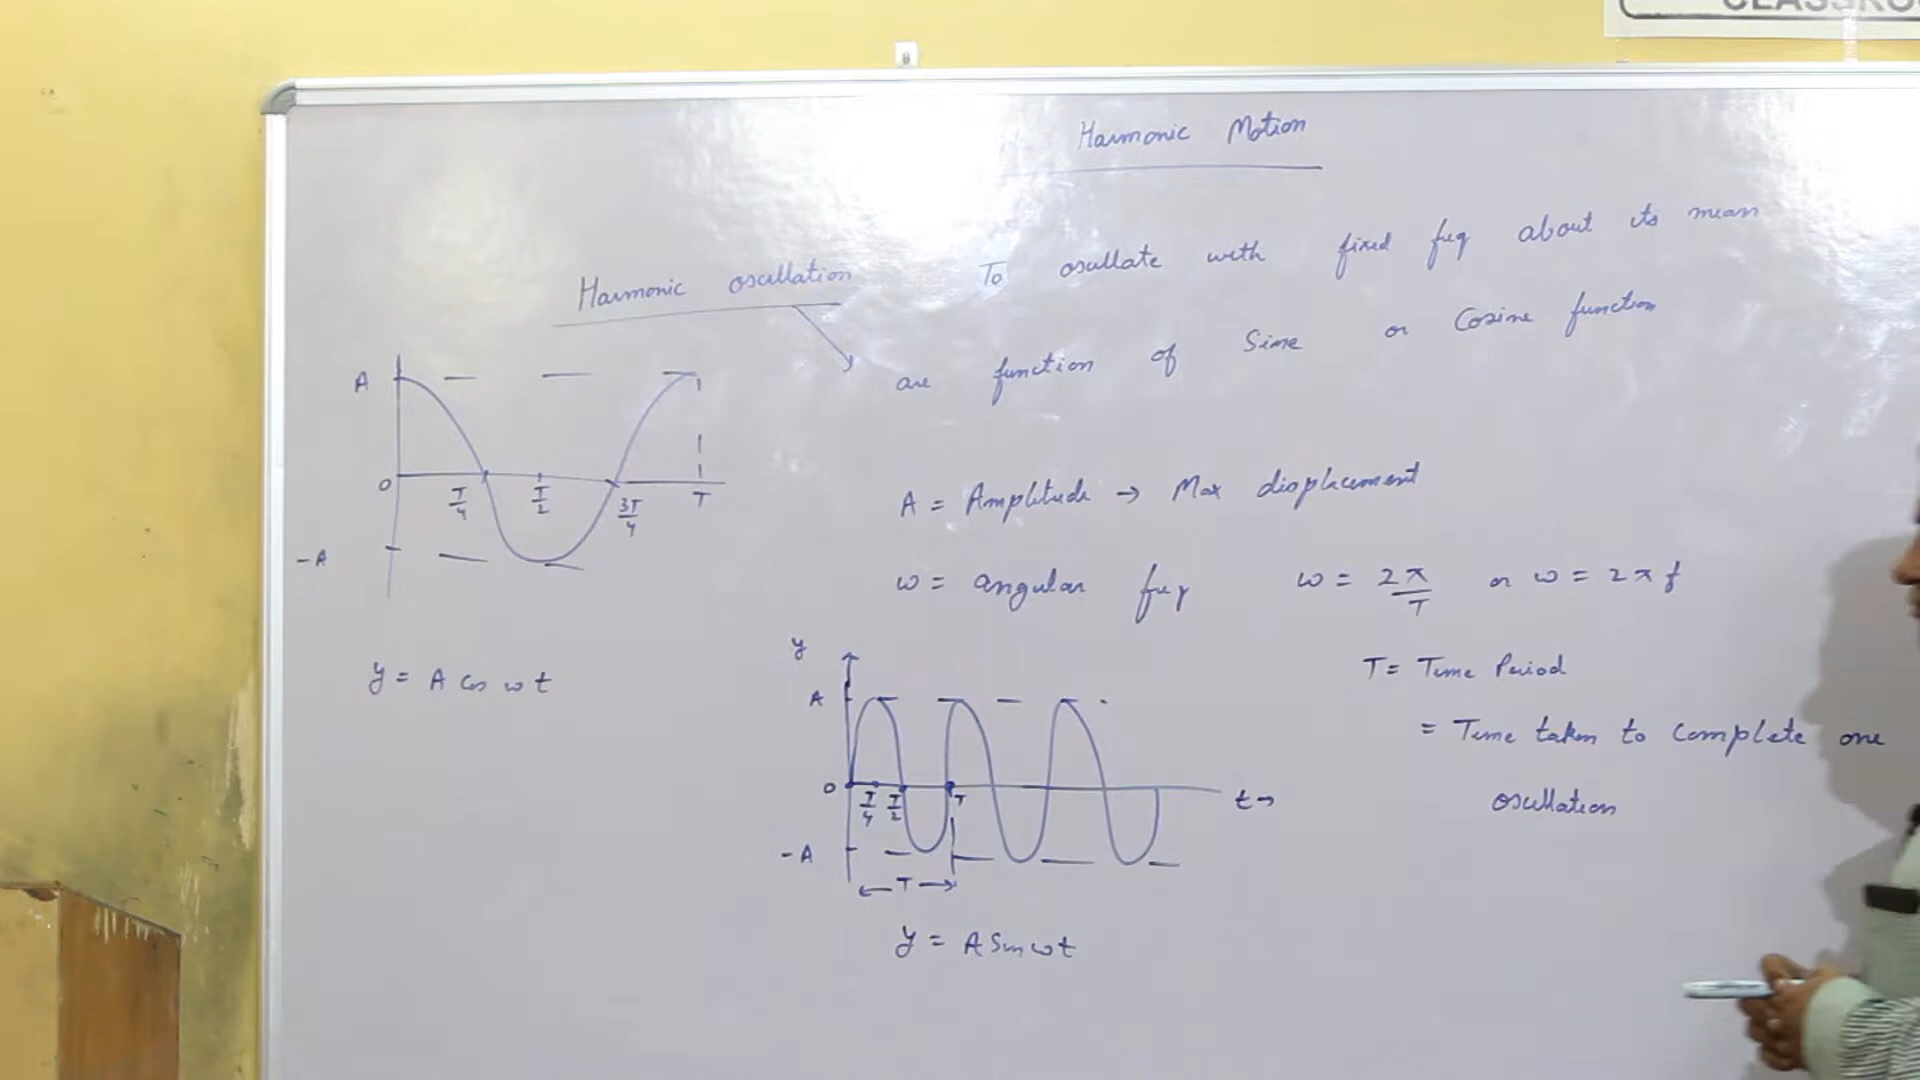 CLASSROO
Harmonic Motion
Harmonic oscillation
To oscillate with fixed freq about its mean
are function of Sine or Cosine function
A
O
T/4
T/2
3T/4
T
-A
y = A cos ωt
A = Amplitude → Max displacement
ω = angular freq ω = 2π/T or ω = 2πf
T = Time Period
= Time taken to complete one
oscillation
y
A
O
T/4
T/2
T
t→
-A
←T→
y = A Sin ωt